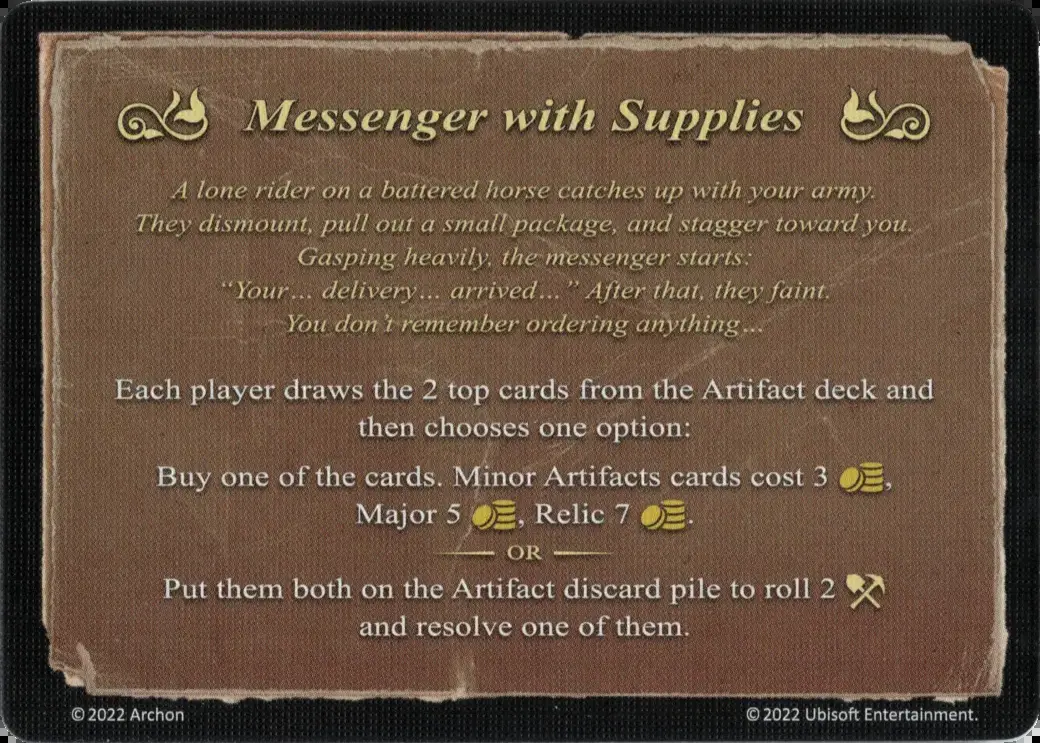 Messenger with Supplies
A lone rider on a battered horse catches up with your army.
They dismount, pull out a small package, and stagger toward you.
Gasping heavily, the messenger starts:
“Your… delivery… arrived…” After that, they faint.
You don’t remember ordering anything…
Each player draws the 2 top cards from the Artifact deck and
then chooses one option:
Buy one of the cards. Minor Artifacts cards cost 3 ,
Major 5 , Relic 7 .
OR
Put them both on the Artifact discard pile to roll 2
and resolve one of them.
© 2022 Archon
© 2022 Ubisoft Entertainment.